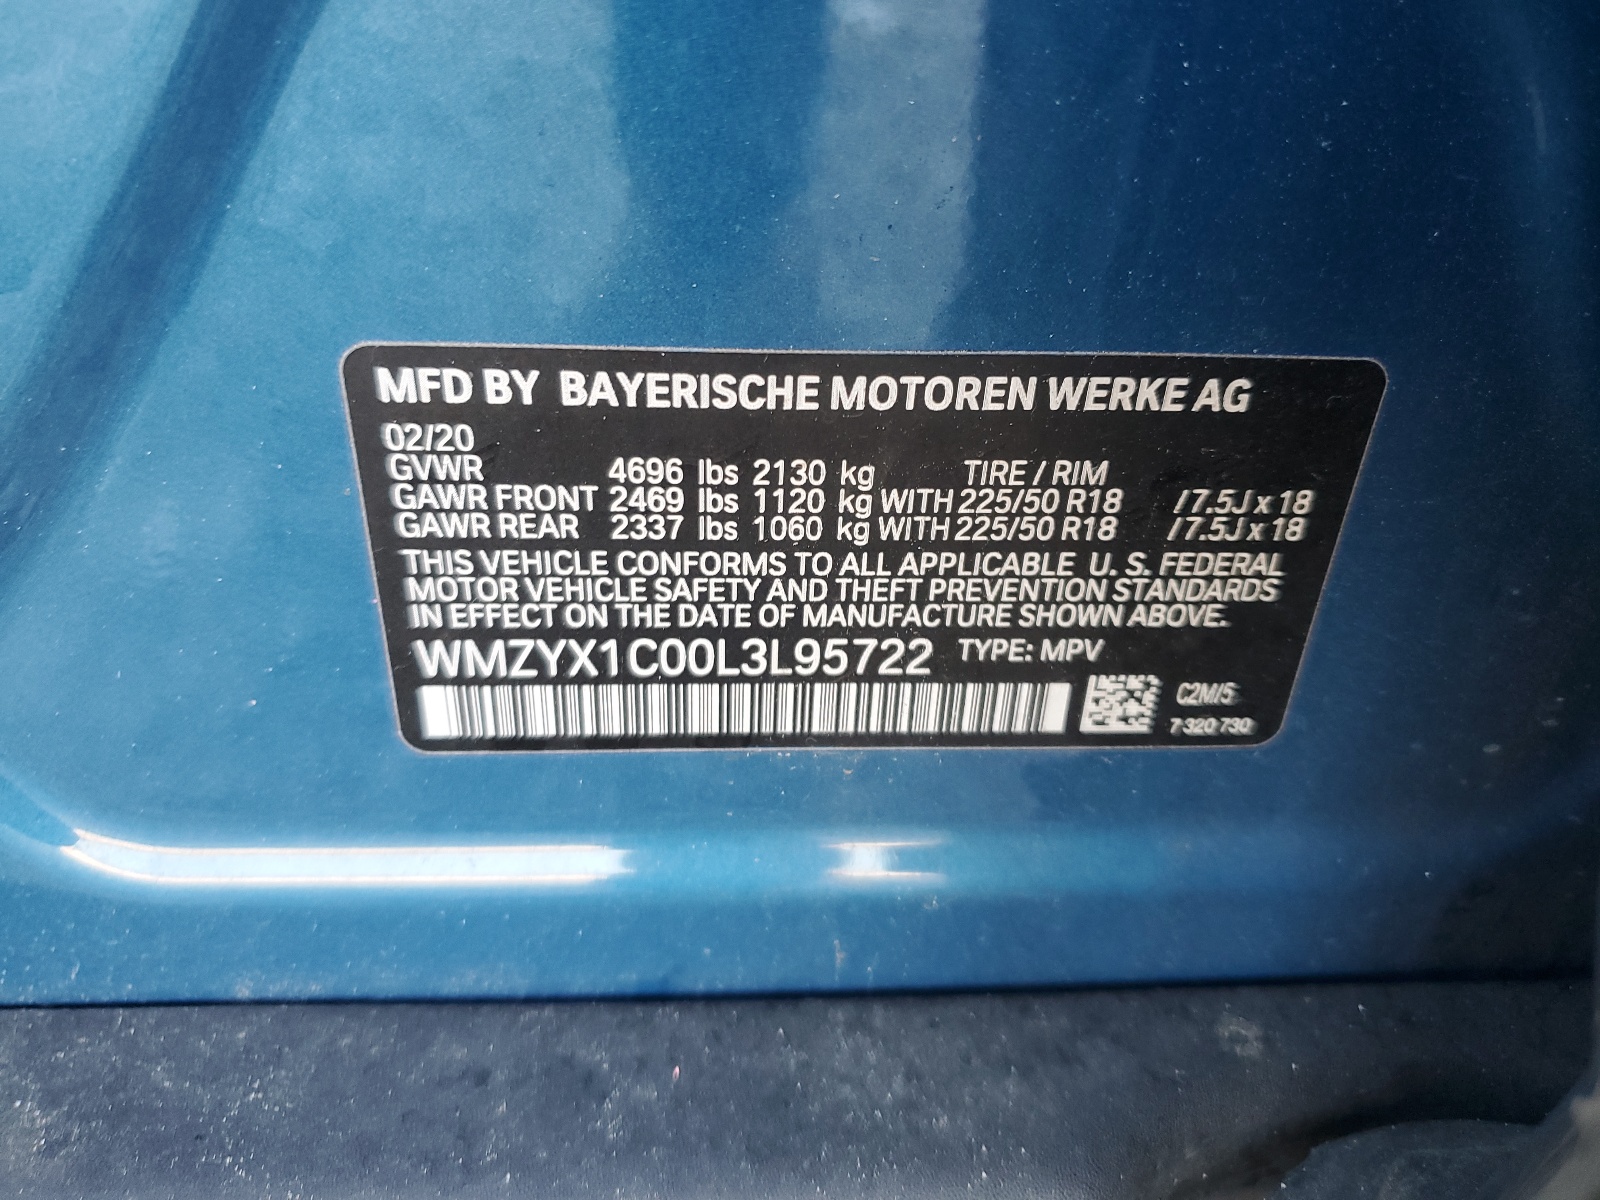 MFD BY BAYERISCHE MOTOREN WERKE AG
02/20
GVWR 4696 lbs 2130 kg TIRE / RIM
GAWR FRONT 2469 lbs 1120 kg WITH 225/50 R18 / 7.5J x 18
GAWR REAR 2337 lbs 1060 kg WITH 225/50 R18 / 7.5J x 18
THIS VEHICLE CONFORMS TO ALL APPLICABLE U. S. FEDERAL
MOTOR VEHICLE SAFETY AND THEFT PREVENTION STANDARDS
IN EFFECT ON THE DATE OF MANUFACTURE SHOWN ABOVE.
WMZYX1C00L3L95722 TYPE: MPV
C2M/5
7 320 730